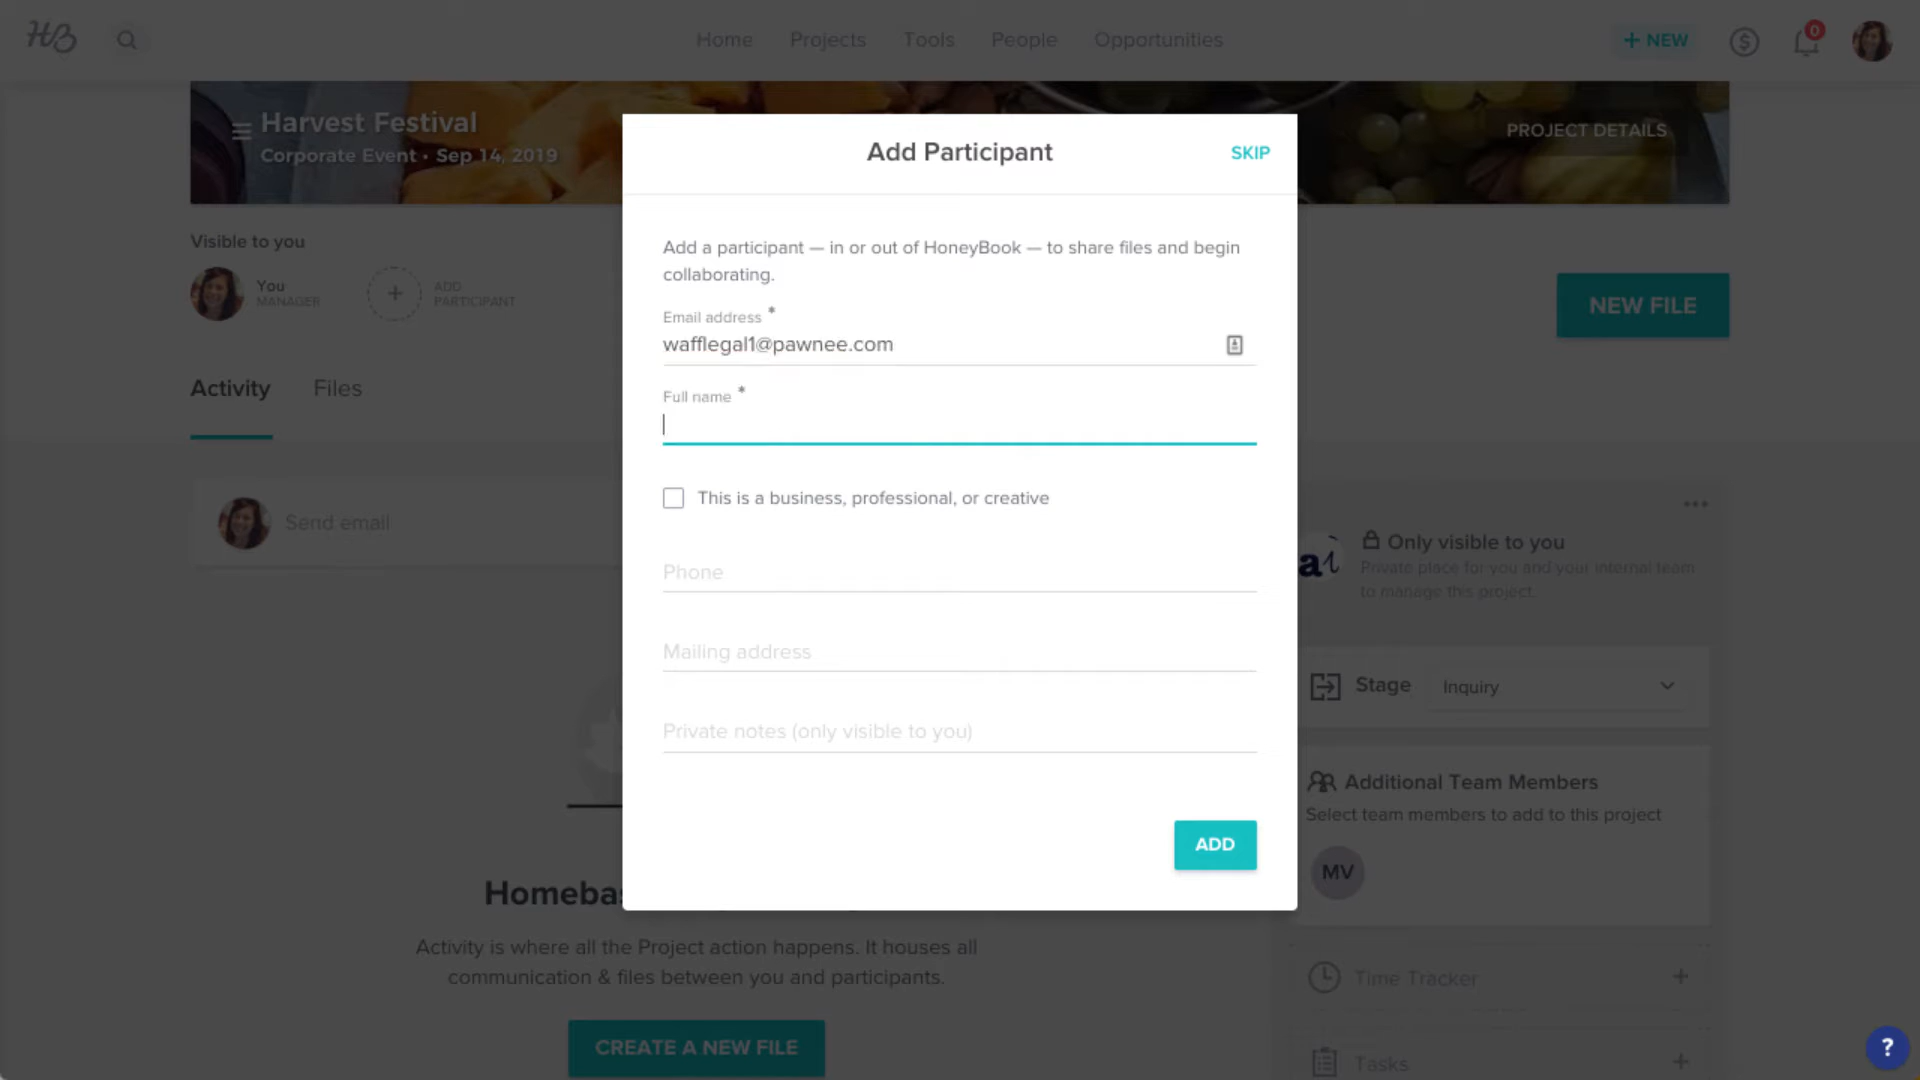 HB
Home Projects Tools People Opportunities
+ NEW
0
Harvest Festival
Corporate Event • Sep 14, 2019
PROJECT DETAILS
Visible to you
You
MANAGER
ADD
PARTICIPANT
NEW FILE
Activity Files
Send email
Add Participant
SKIP
Add a participant — in or out of HoneyBook — to share files and begin
collaborating.
Email address *
wafflegal1@pawnee.com
Full name *
This is a business, professional, or creative
Phone
Mailing address
Private notes (only visible to you)
ADD
Only visible to you
Private place for you and your internal team
to manage this project.
Stage Inquiry
Additional Team Members
Select team members to add to this project
MV
Time Tracker +
Tasks +
Activity is where all the Project action happens. It houses all
communication & files between you and participants.
CREATE A NEW FILE
?